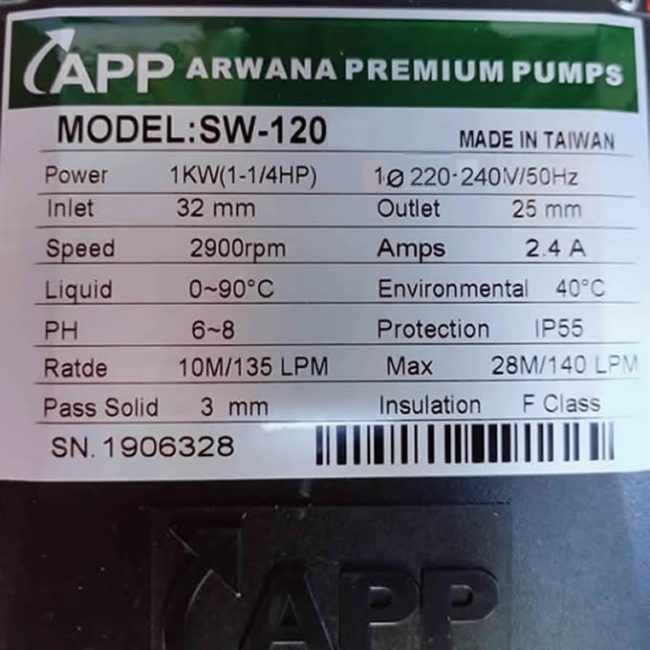 APP ARWANA PREMIUM PUMPS
MODEL:SW-120
MADE IN TAIWAN
Power 1KW(1-1/4HP) 1Ø 220-240V/50Hz
Inlet 32 mm Outlet 25 mm
Speed 2900rpm Amps 2.4 A
Liquid 0~90°C Environmental 40°C
PH 6~8 Protection IP55
Ratde 10M/135 LPM Max 28M/140 LPM
Pass Solid 3 mm Insulation F Class
SN. 1906328
APP